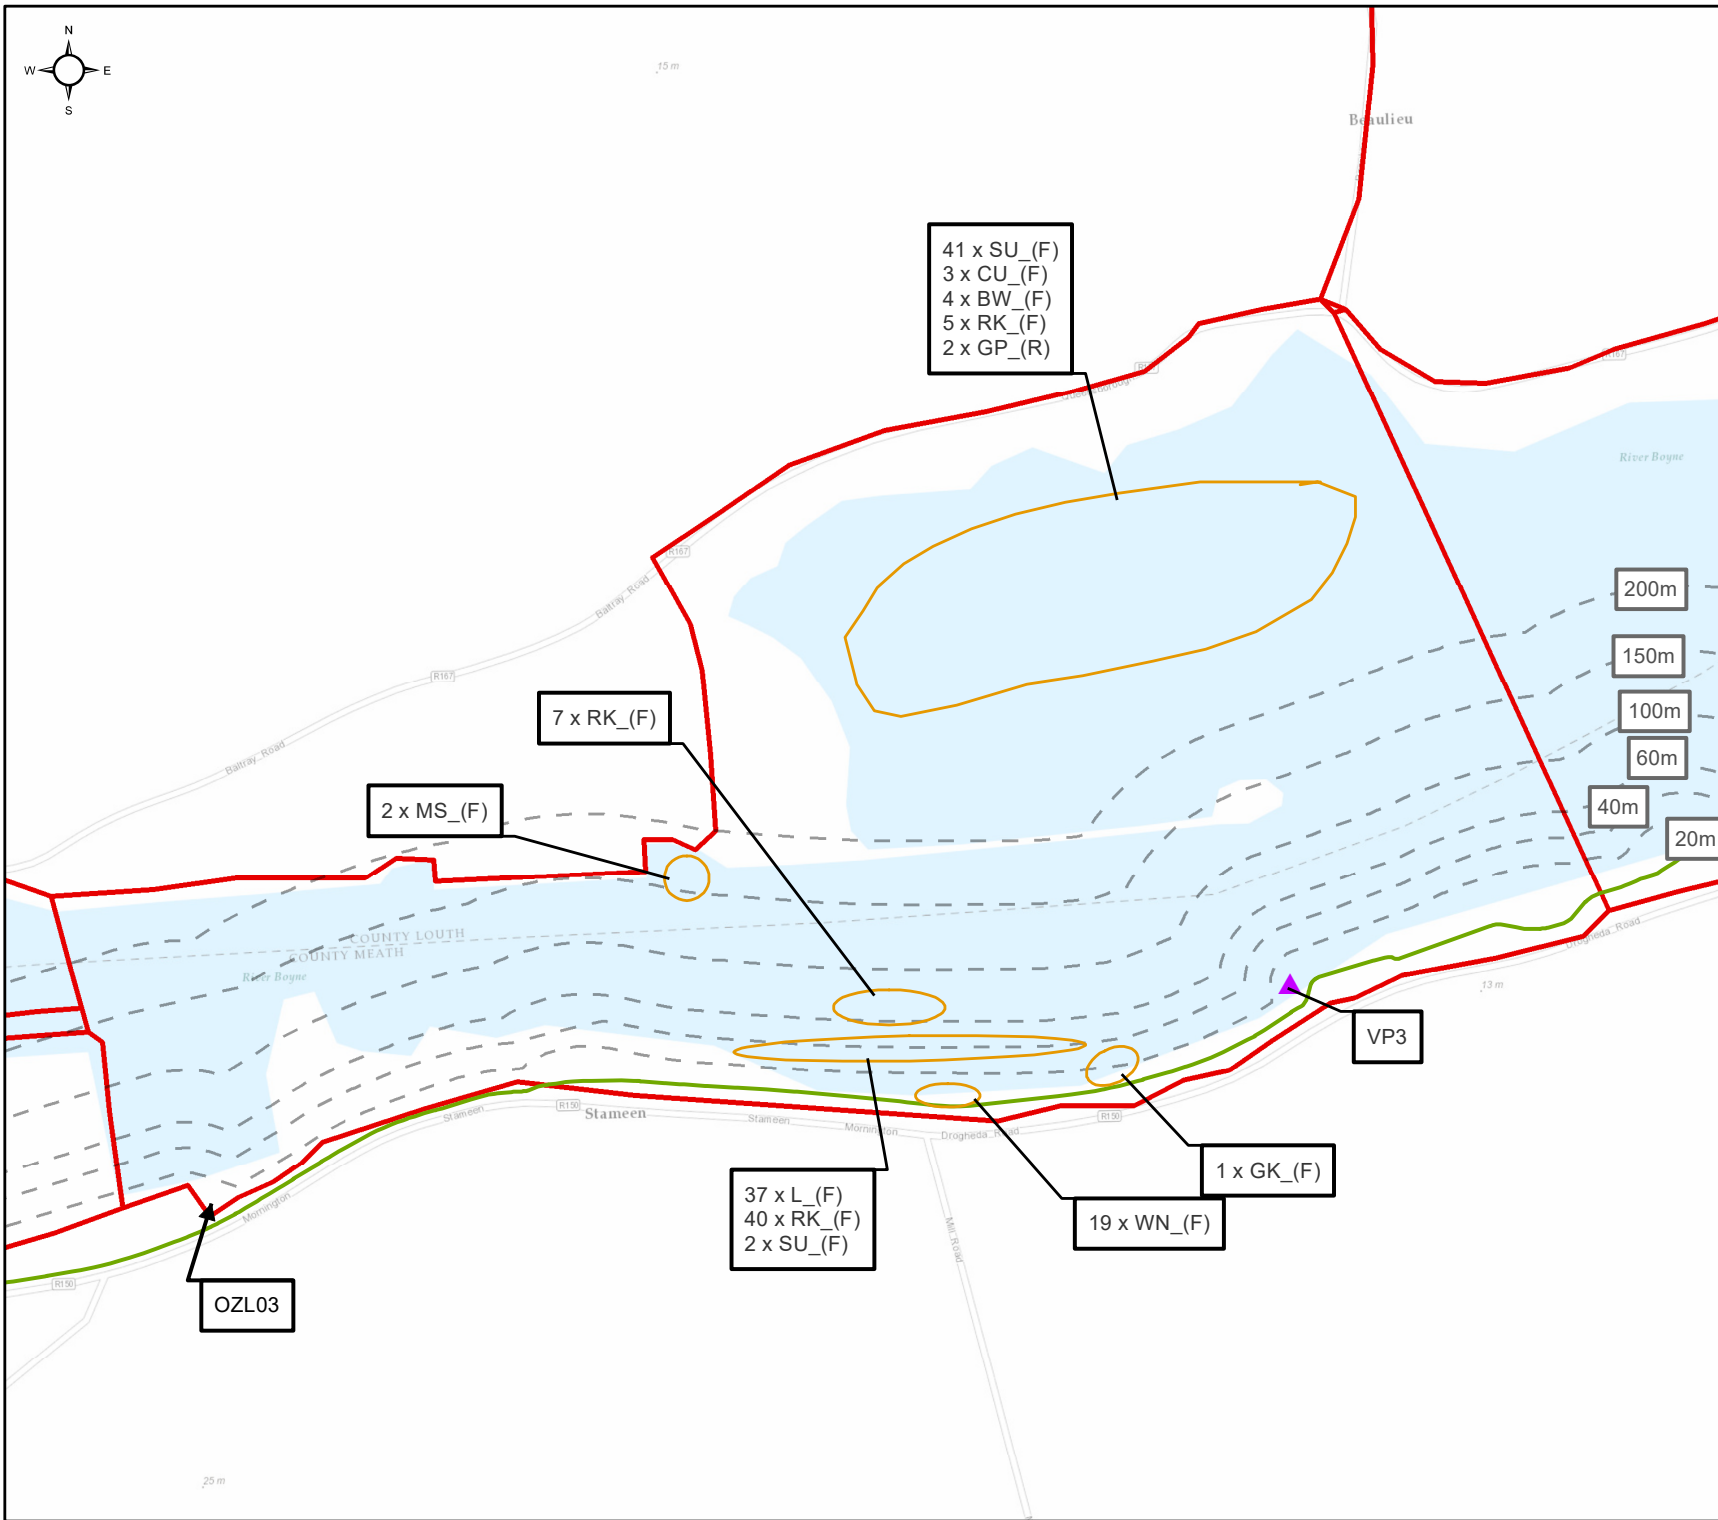 N
W E
S
15 m
Beaulieu
41 x SU_(F)
3 x CU_(F)
4 x BW_(F)
5 x RK_(F)
2 x GP_(R)
R167
River Boyne
R167
Baltray Road
200m
150m
R167
7 x RK_(F)
100m
60m
Baltray Road
2 x MS_(F)
40m
20m
COUNTY LOUTH
COUNTY MEATH
River Boyne
Drogheda Road
13 m
VP3
Stameen
R150
Stameen
Stameen
Mornington
Drogheda Road
R150
1 x GK_(F)
37 x L_(F)
40 x RK_(F)
2 x SU_(F)
19 x WN_(F)
Mornington
Mill Road
R150
OZL03
25 m